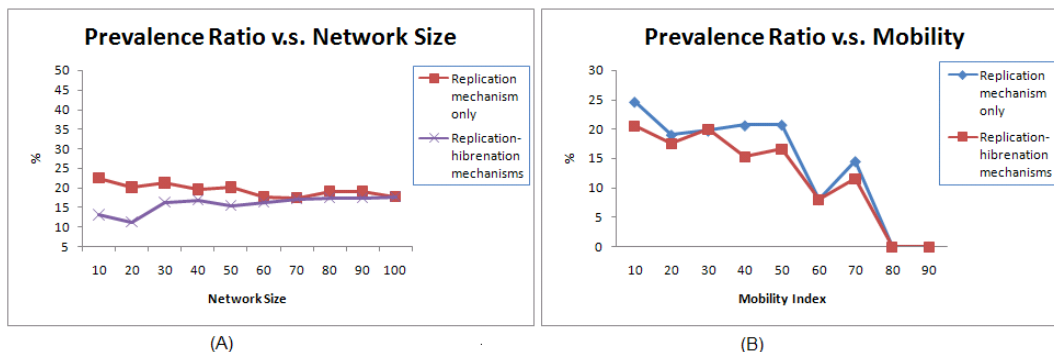 Prevalence Ratio v.s. Network Size
50
45
40
35
30
25
20
15
10
5
%
10 20 30 40 50 60 70 80 90 100
Network Size
Replication
mechanism
only
Replication-
hibrenation
mechanisms
(A)
Prevalence Ratio v.s. Mobility
30
25
20
15
10
5
0
%
10 20 30 40 50 60 70 80 90
Mobility Index
Replication
mechanism
only
Replication-
hibrenation
mechanisms
(B)